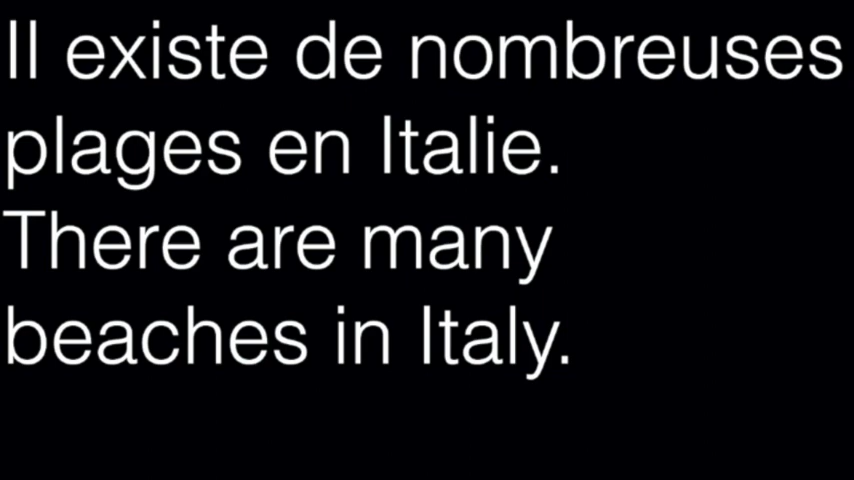 Il existe de nombreuses
plages en Italie.
There are many
beaches in Italy.